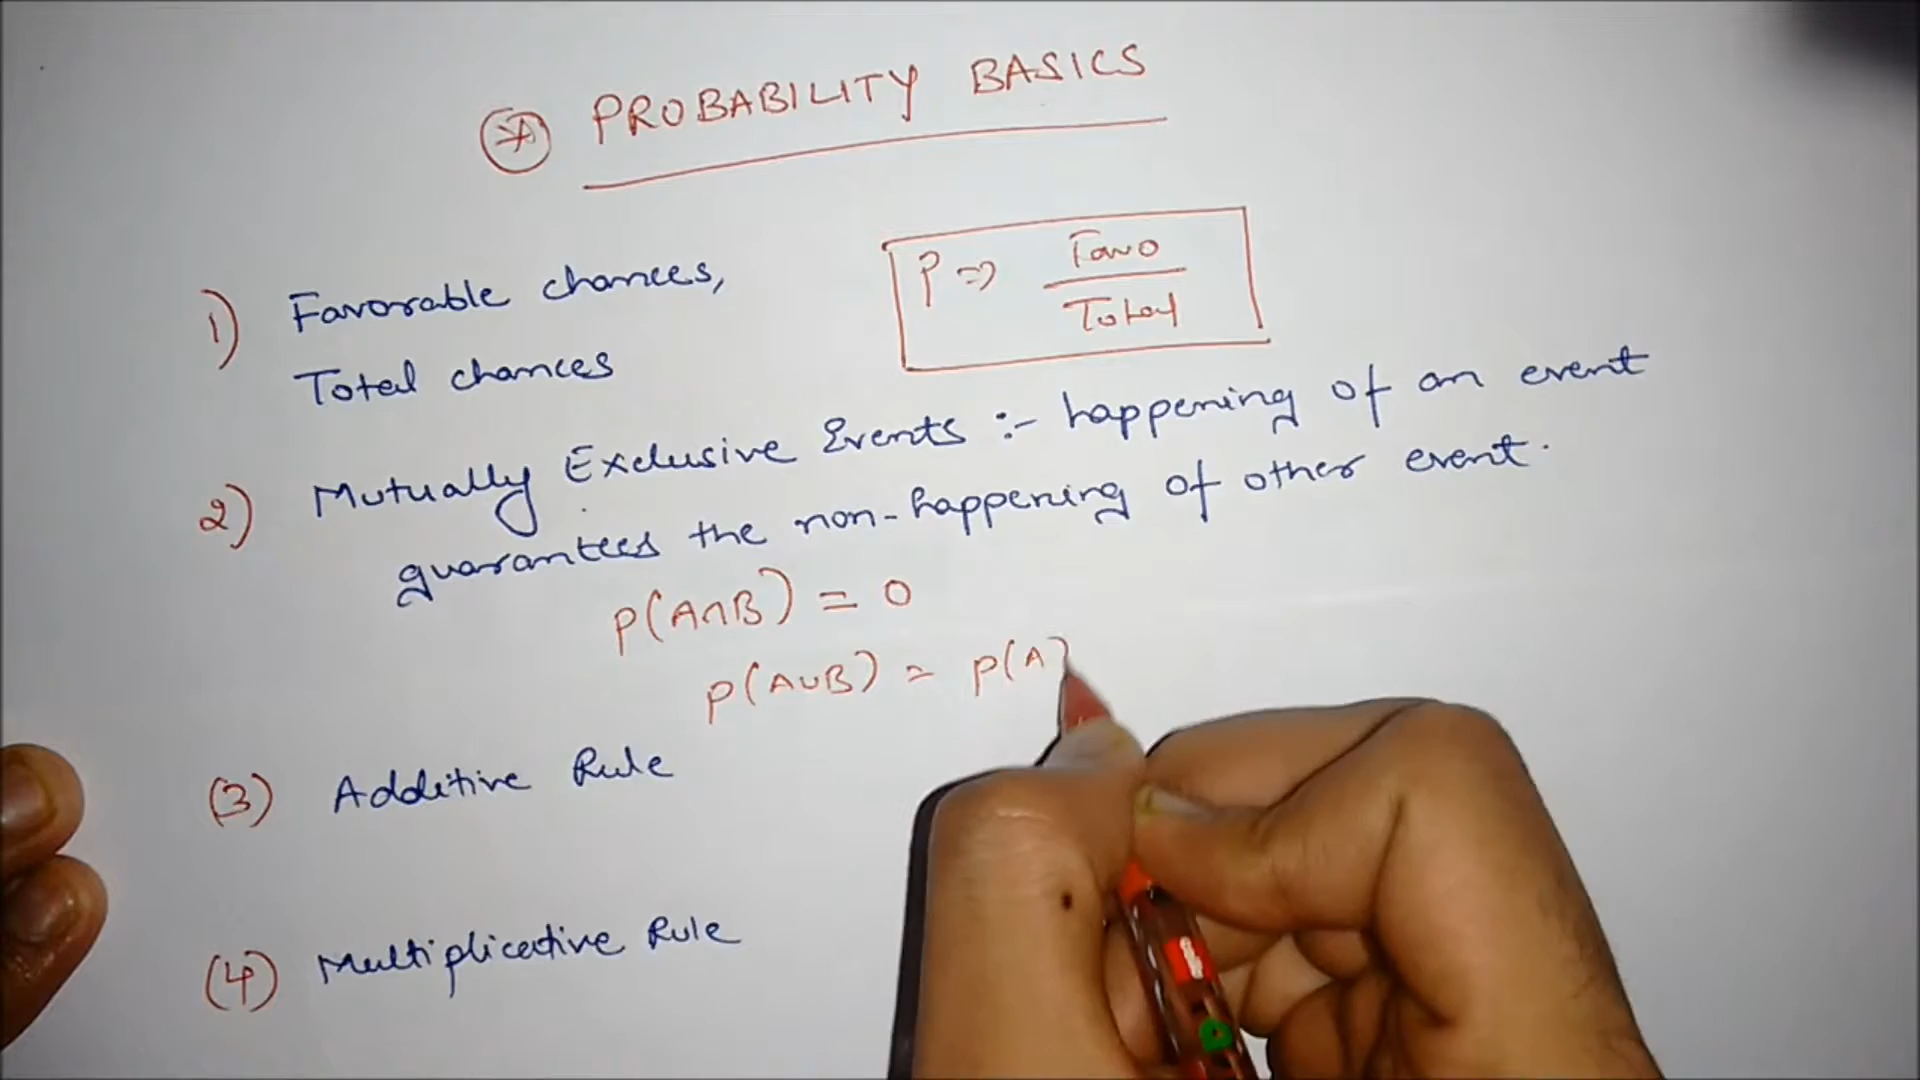 PROBABILITY BASICS
1) Favorable chances,
Total chances
P => Favo
Total
2) Mutually Exclusive Events :- happening of an event
guarantees the non-happening of other event.
P(A∩B) = 0
P(A∪B) = P(A)
(3) Additive Rule
(4) Multiplicative Rule